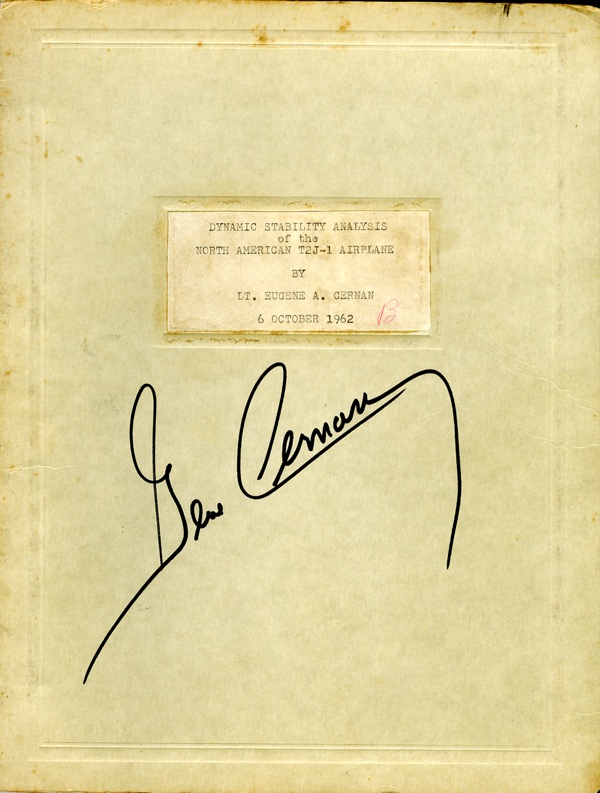 DYNAMIC STABILITY ANALYSIS
of the
NORTH AMERICAN T2J-1 AIRPLANE
BY
LT. EUGENE A. CERNAN
6 OCTOBER 1962 B
Gene Cernan